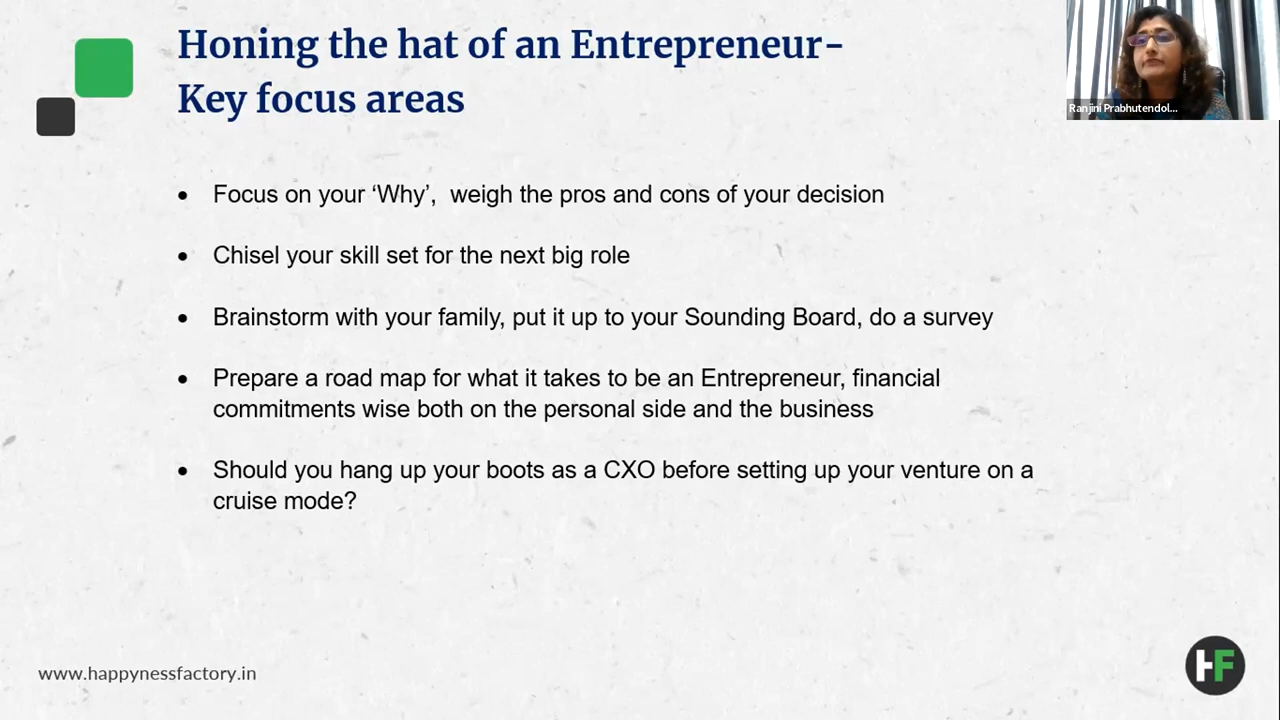 Honing the hat of an Entrepreneur-
Key focus areas
Ranjini Prabhutendol...
• Focus on your ‘Why’,  weigh the pros and cons of your decision
• Chisel your skill set for the next big role
• Brainstorm with your family, put it up to your Sounding Board, do a survey
• Prepare a road map for what it takes to be an Entrepreneur, financial
commitments wise both on the personal side and the business
• Should you hang up your boots as a CXO before setting up your venture on a
cruise mode?
www.happynessfactory.in
HF